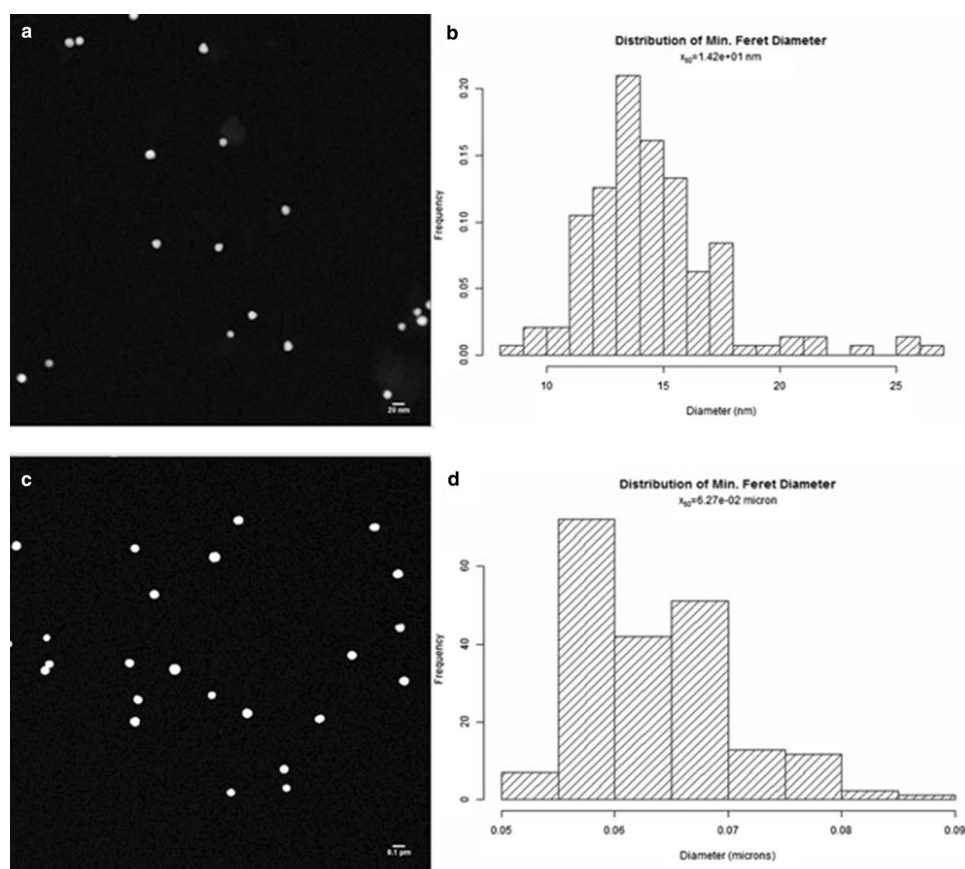 a
20 nm
b
Distribution of Min. Feret Diameter
x50=1.42e+01 nm
Frequency
0.20
0.15
0.10
0.05
0.00
10 15 20 25
Diameter (nm)
c
0.1 µm
d
Distribution of Min. Feret Diameter
x50=6.27e-02 micron
Frequency
60
40
20
0
0.05 0.06 0.07 0.08 0.09
Diameter (microns)